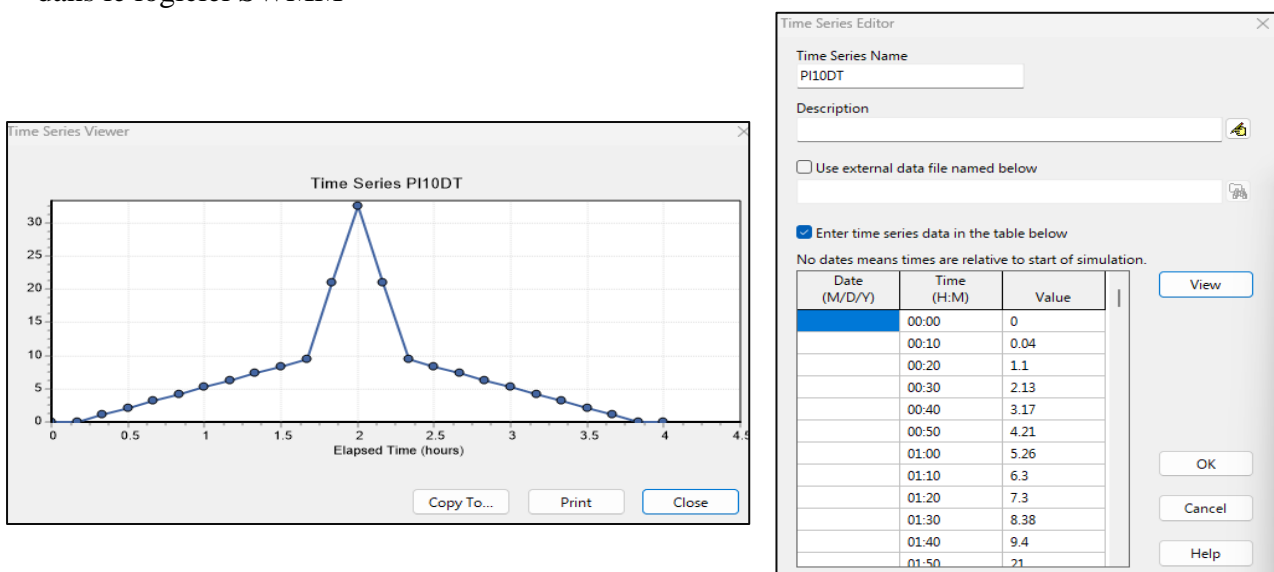 dans le logiciel SWMM
Time Series Viewer
Time Series PI10DT
30
25
20
15
10
5
0
0 0.5 1 1.5 2 2.5 3 3.5 4 4.5
Elapsed Time (hours)
Copy To... Print Close
Time Series Editor
Time Series Name
PI10DT
Description
Use external data file named below
Enter time series data in the table below
No dates means times are relative to start of simulation.
Date (M/D/Y) Time (H:M) Value
00:00 0
00:10 0.04
00:20 1.1
00:30 2.13
00:40 3.17
00:50 4.21
01:00 5.26
01:10 6.3
01:20 7.3
01:30 8.38
01:40 9.4
01:50 21
View
OK
Cancel
Help